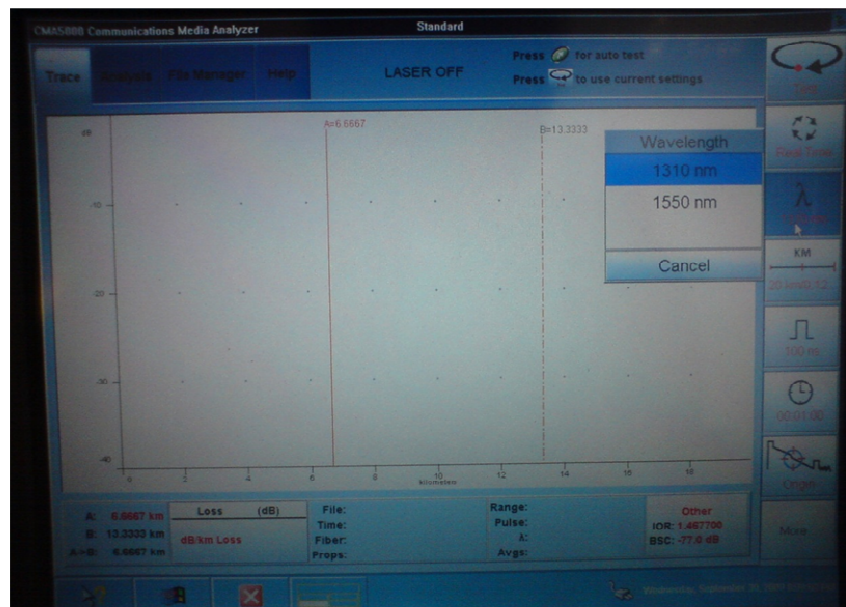 CMA5000 Communications Media Analyzer
Standard
Trace
Analysis
File Manager
Help
LASER OFF
Press for auto test
Press to use current settings
Test
Real Time
KM
100 ns
00:01:00
Origin
More
Wavelength
1310 nm
1550 nm
Cancel
dB
A=6.6667
B=13.3333
-10
-20
-30
-40
0 2 4 6 8 10 12 14 16 18
kilometers
A: 6.6667 km
B: 13.3333 km
A->B: 6.6667 km
Loss (dB)
dB/km Loss
File:
Time:
Fiber:
Props:
Range:
Pulse:
λ:
Avgs:
Other
IOR: 1.467700
BSC: -77.0 dB